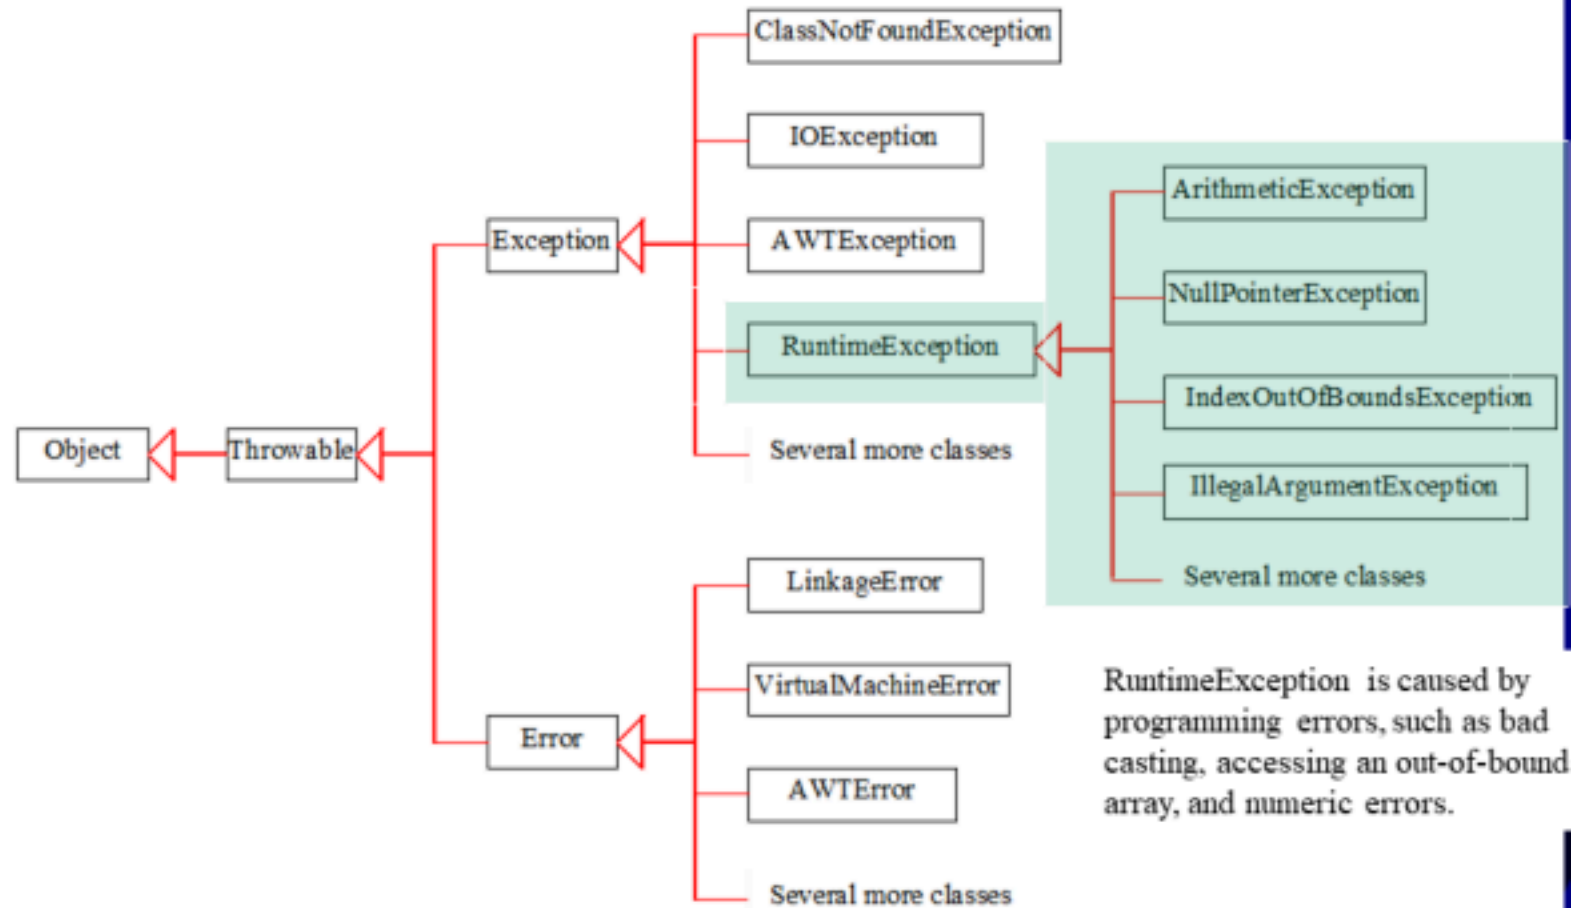 ClassNotFoundException
IOException
ArithmeticException
Exception
AWTException
NullPointerException
RuntimeException
IndexOutOfBoundsException
Object
Throwable
Several more classes
IllegalArgumentException
Several more classes
LinkageError
VirtualMachineError
Error
AWTError
Several more classes
RuntimeException is caused by
programming errors, such as bad
casting, accessing an out-of-bound
array, and numeric errors.